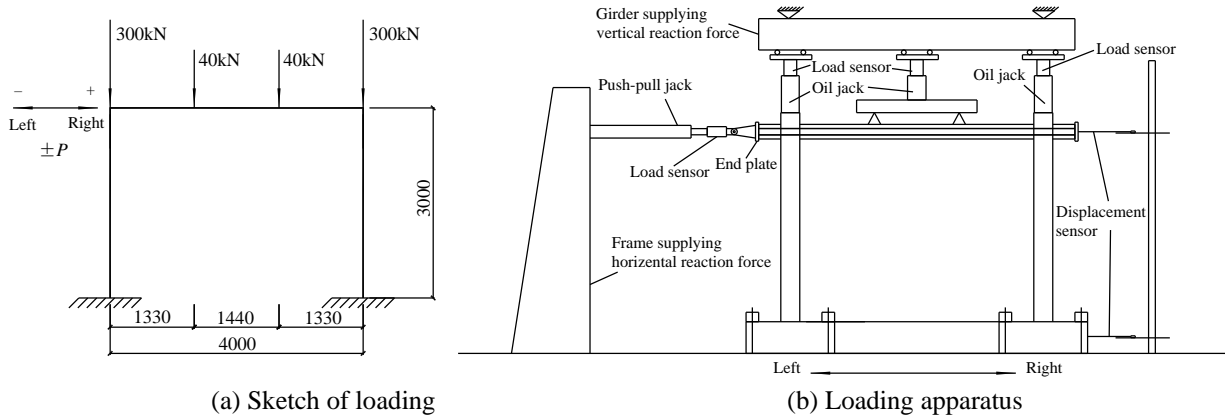 300kN
300kN
40kN
40kN
−
+
Left
Right
±P
3000
1330
1440
1330
4000
(a) Sketch of loading
Girder supplying
vertical reaction force
Load sensor
Load sensor
Oil jack
Oil jack
Push-pull jack
End plate
Load sensor
Displacement
sensor
Frame supplying
horizental reaction force
Left
Right
(b) Loading apparatus